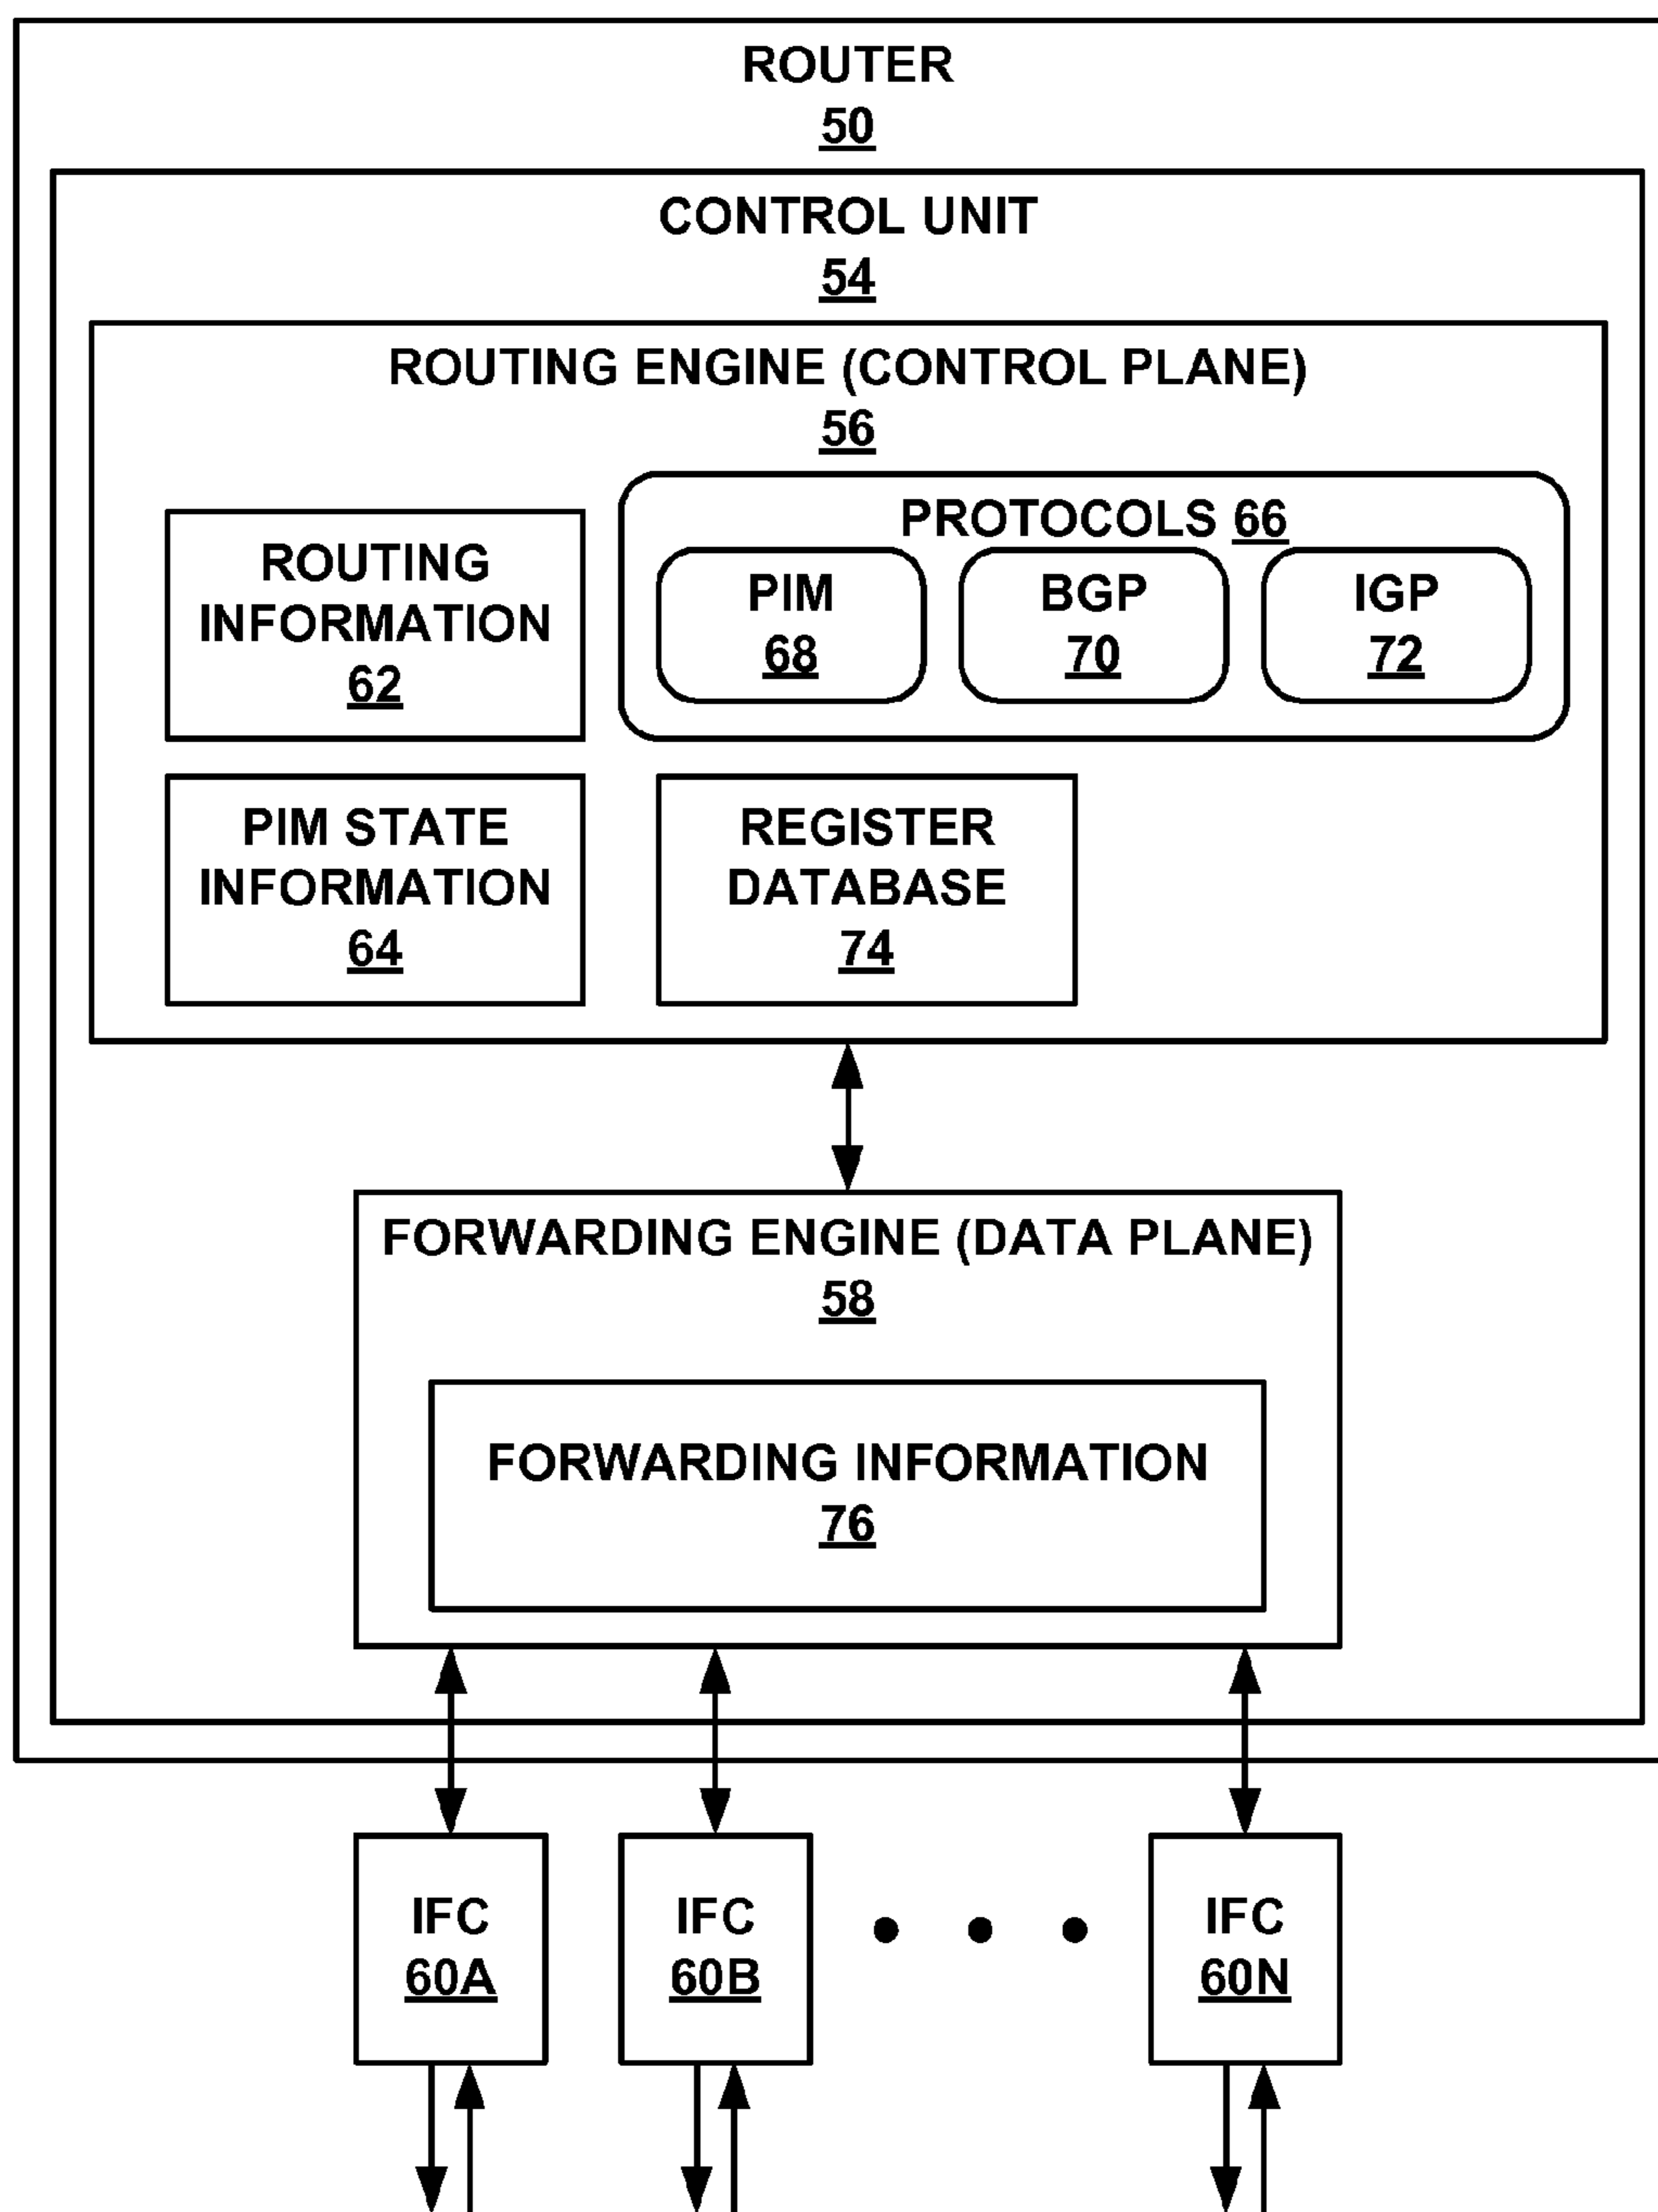 ROUTER
50
CONTROL UNIT
54
ROUTING ENGINE (CONTROL PLANE)
56
ROUTING
INFORMATION
62
PROTOCOLS 66
PIM
68
BGP
70
IGP
72
PIM STATE
INFORMATION
64
REGISTER
DATABASE
74
FORWARDING ENGINE (DATA PLANE)
58
FORWARDING INFORMATION
76
IFC
60A
IFC
60B
IFC
60N